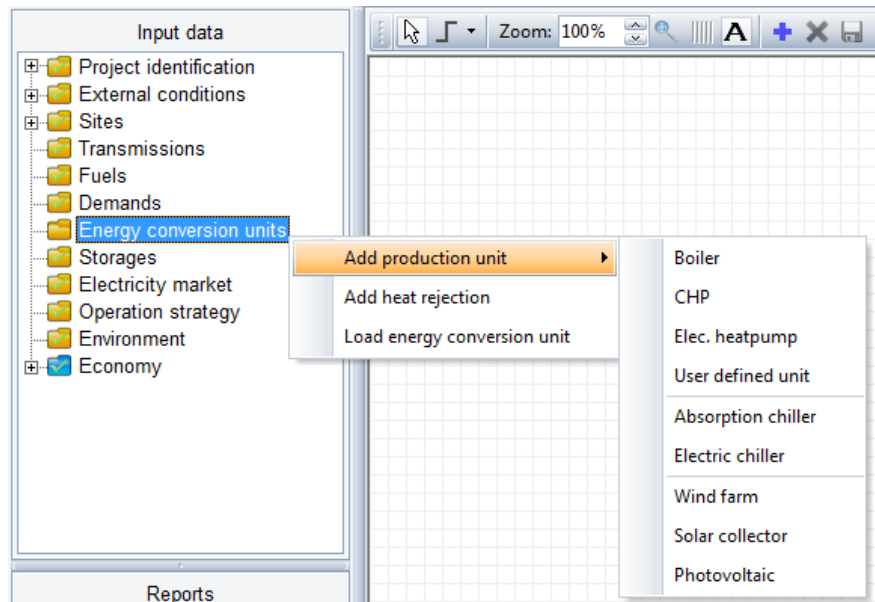 Input data
Project identification
External conditions
Sites
Transmissions
Fuels
Demands
Energy conversion units
Storages
Electricity market
Operation strategy
Environment
Economy
Reports
Zoom: 100%
A
Add production unit
Add heat rejection
Load energy conversion unit
Boiler
CHP
Elec. heatpump
User defined unit
Absorption chiller
Electric chiller
Wind farm
Solar collector
Photovoltaic